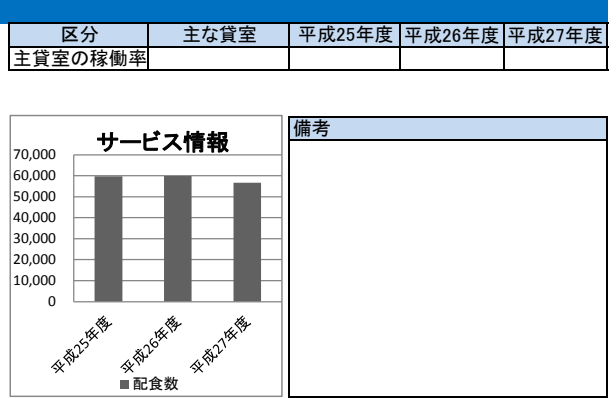 区分 主な貸室 平成25年度 平成26年度 平成27年度
主貸室の稼働率
サービス情報
70,000
60,000
50,000
40,000
30,000
20,000
10,000
0
平成25年度 平成26年度 平成27年度
配食数
備考